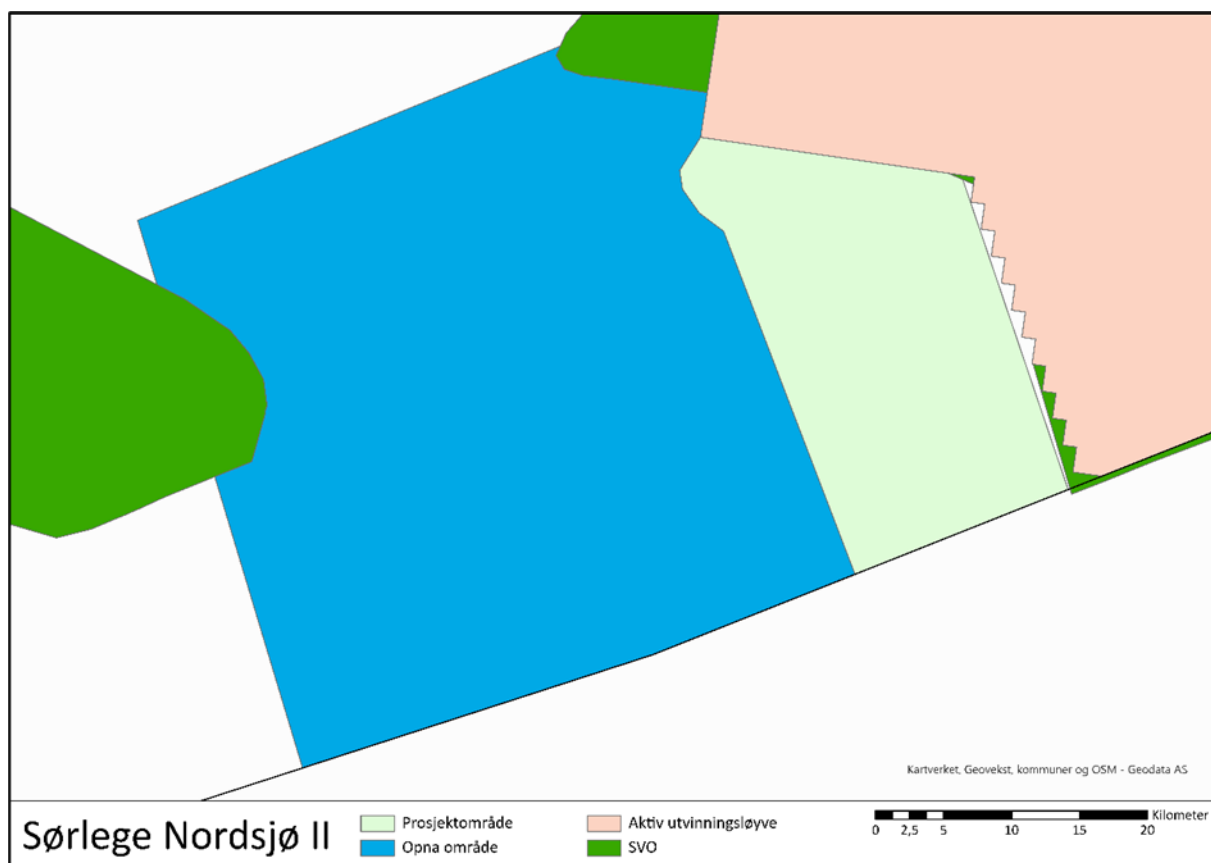 Kartverket, Geovekst, kommuner og OSM - Geodata AS
Sørlege Nordsjø II
Prosjektområde
Opna område
Aktiv utvinningsløyve
SVO
Kilometer
0 2,5 5 10 15 20